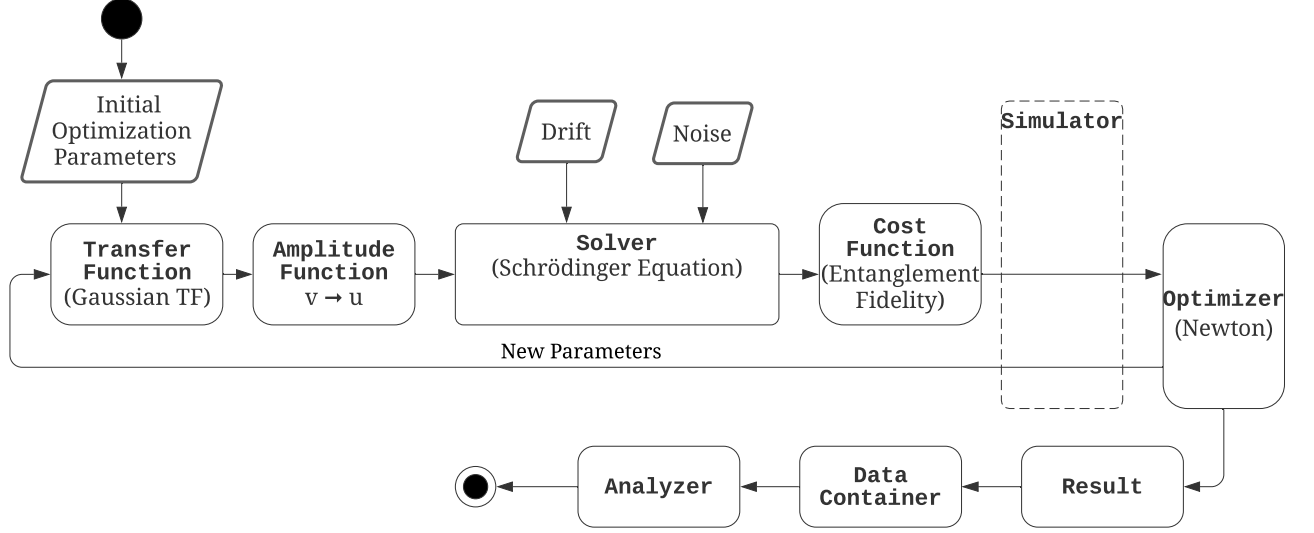 Initial
Optimization
Parameters
Drift
Noise
Simulator
Transfer
Function
(Gaussian TF)
Amplitude
Function
v → u
Solver
(Schrödinger Equation)
Cost
Function
(Entanglement
Fidelity)
Optimizer
(Newton)
New Parameters
Analyzer
Data
Container
Result